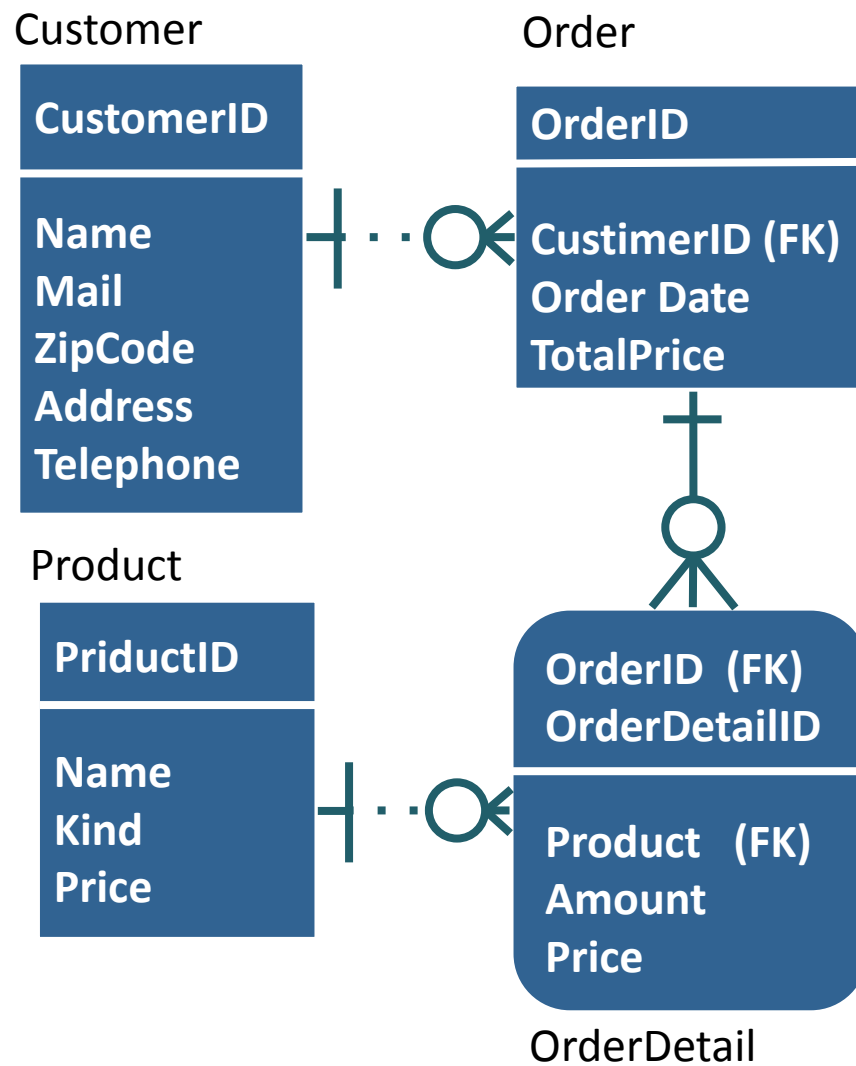 Customer
CustomerID
Name
Mail
ZipCode
Address
Telephone
Order
OrderID
CustimerID (FK)
Order Date
TotalPrice
Product
PriductID
Name
Kind
Price
OrderID (FK)
OrderDetailID
Product (FK)
Amount
Price
OrderDetail